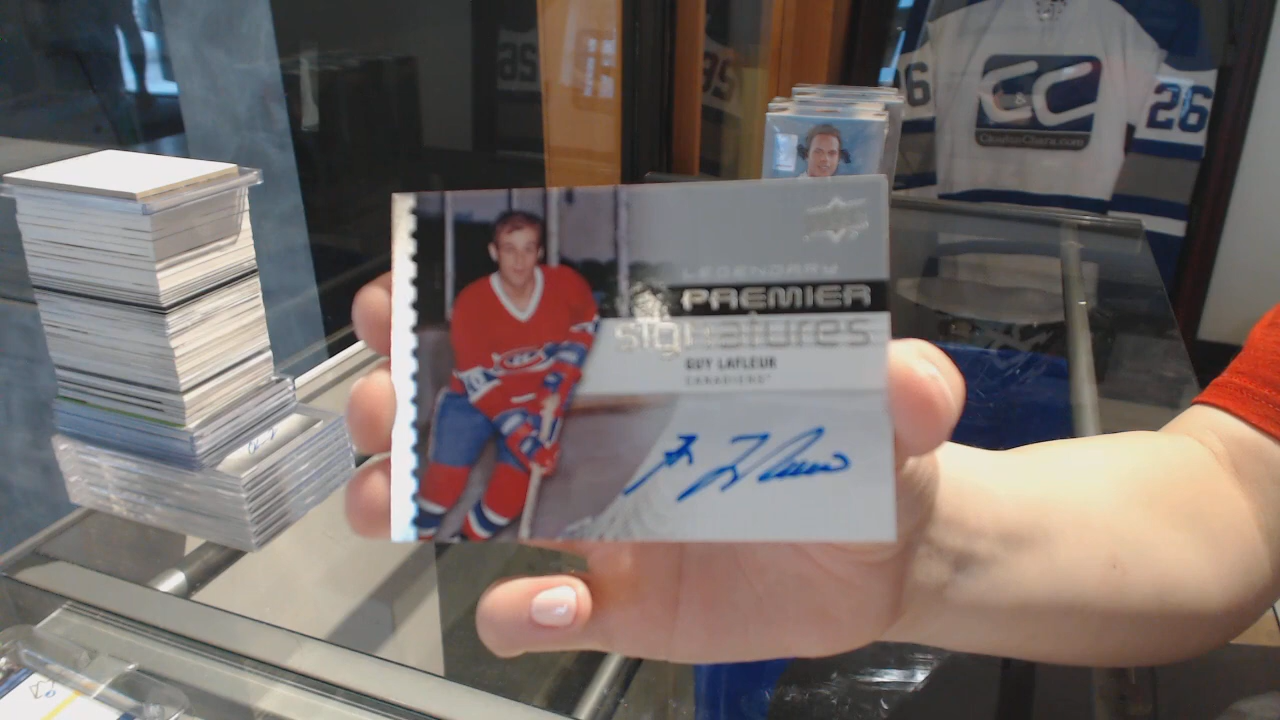 26
C&C
LEGENDARY
PREMIER
signatures
GUY LAFLEUR
CANADIENS